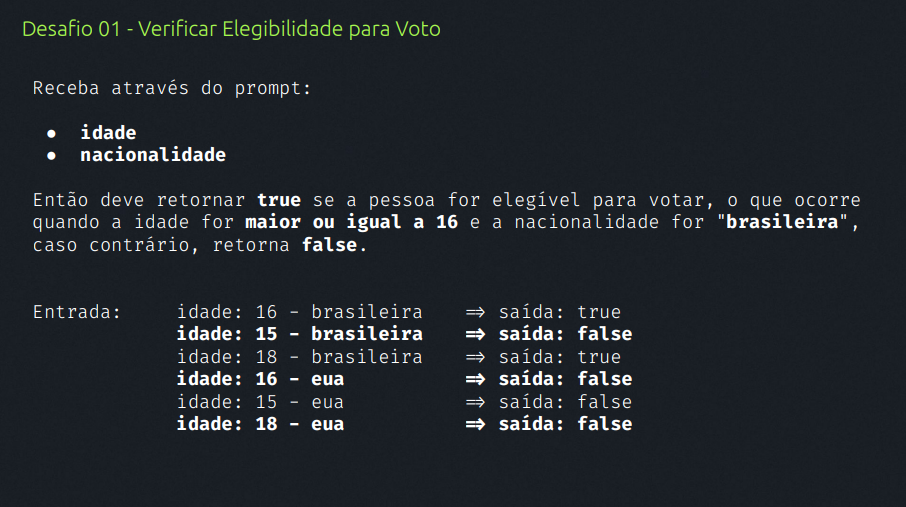 Desafio 01 - Verificar Elegibilidade para Voto
Receba através do prompt:
● idade
● nacionalidade
Então deve retornar true se a pessoa for elegível para votar, o que ocorre
quando a idade for maior ou igual a 16 e a nacionalidade for "brasileira",
caso contrário, retorna false.
Entrada: idade: 16 - brasileira => saída: true
idade: 15 - brasileira => saída: false
idade: 18 - brasileira => saída: true
idade: 16 - eua => saída: false
idade: 15 - eua => saída: false
idade: 18 - eua => saída: false